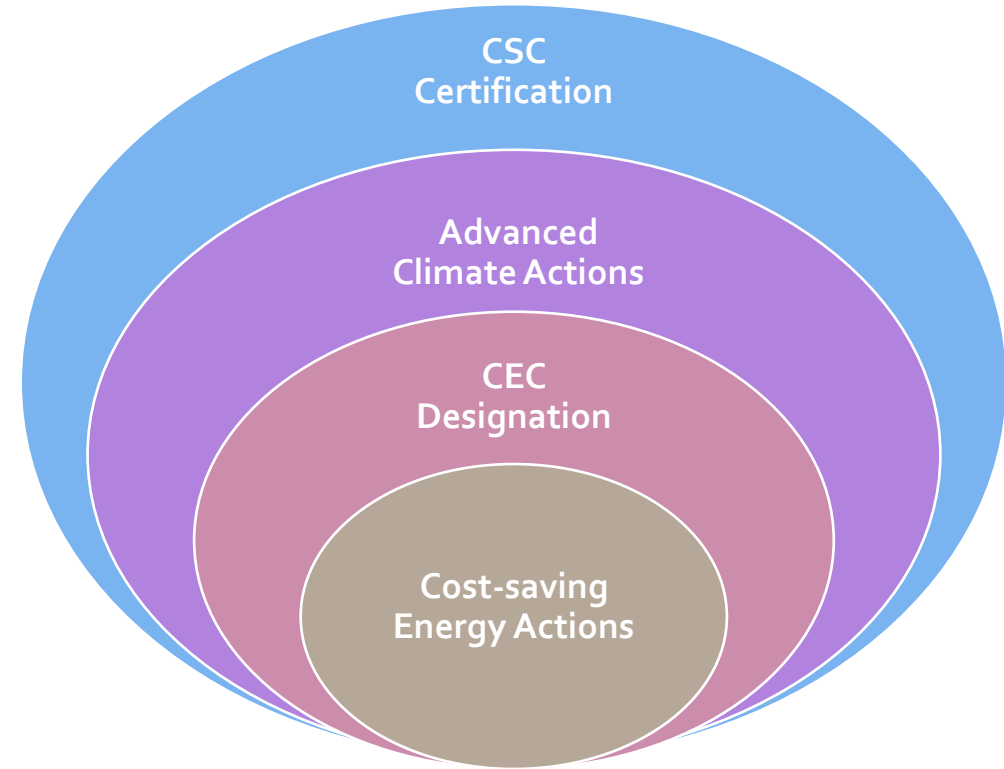 CSC
Certification
Advanced
Climate Actions
CEC
Designation
Cost-saving
Energy Actions